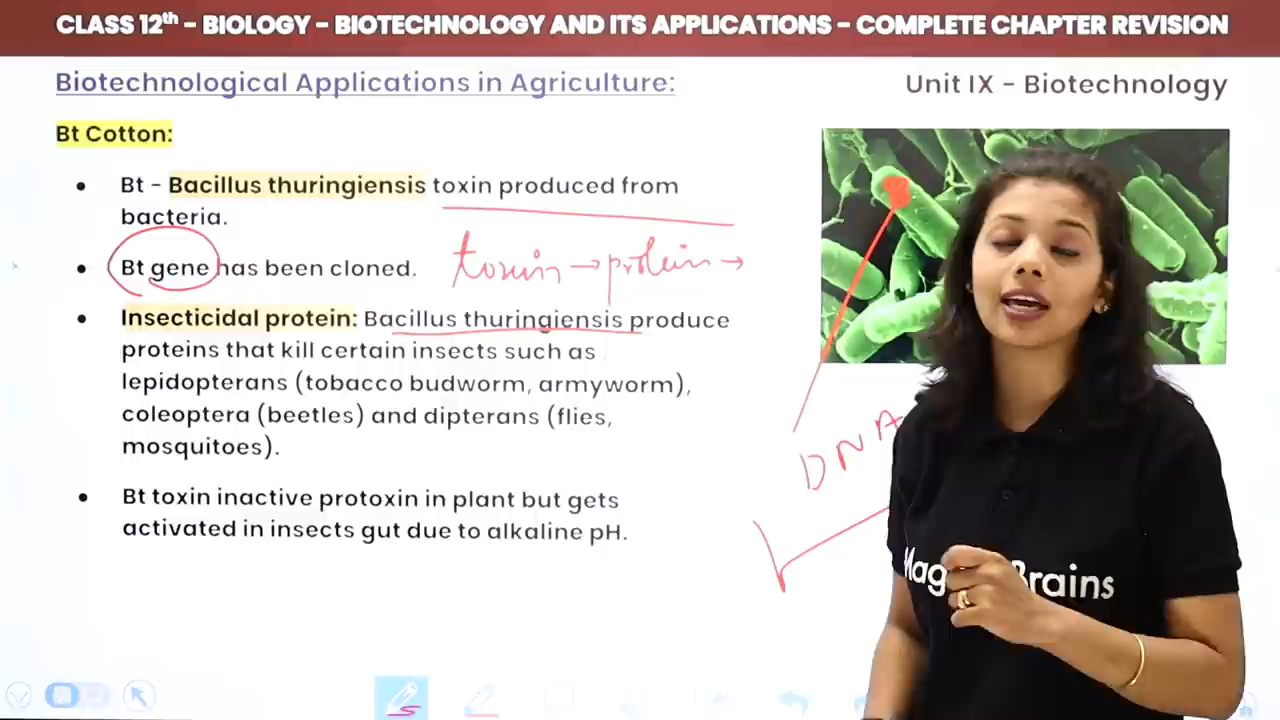 CLASS 12th – BIOLOGY – BIOTECHNOLOGY AND ITS APPLICATIONS – COMPLETE CHAPTER REVISION
Biotechnological Applications in Agriculture:
Unit IX – Biotechnology
Bt Cotton:
• Bt – Bacillus thuringiensis toxin produced from
bacteria.
• Bt gene has been cloned.
toxin → protein →
• Insecticidal protein: Bacillus thuringiensis produce
proteins that kill certain insects such as
lepidopterans (tobacco budworm, armyworm),
coleoptera (beetles) and dipterans (flies,
mosquitoes).
• Bt toxin inactive protoxin in plant but gets
activated in insects gut due to alkaline pH.
DNA
Mag Brains